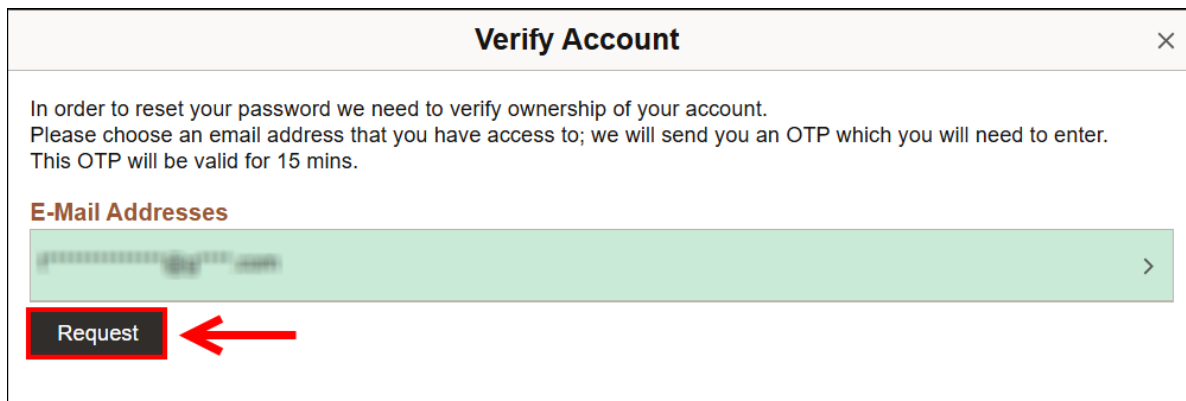 Verify Account
In order to reset your password we need to verify ownership of your account.
Please choose an email address that you have access to; we will send you an OTP which you will need to enter.
This OTP will be valid for 15 mins.
E-Mail Addresses
Request